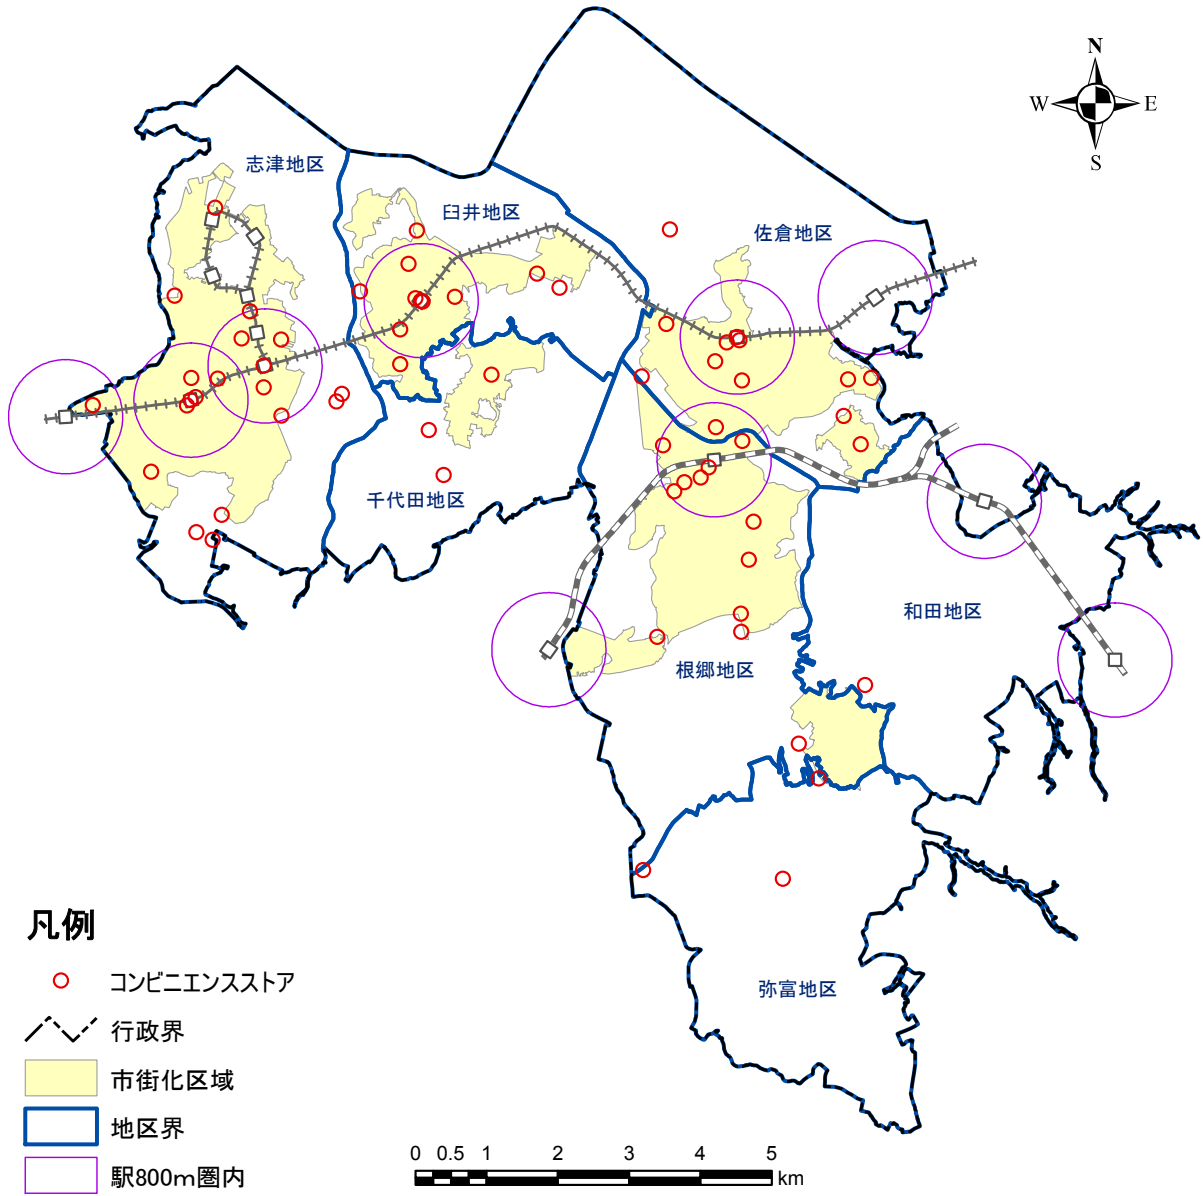 N
W
E
S
志津地区
臼井地区
佐倉地区
千代田地区
和田地区
根郷地区
弥富地区
凡例
コンビニエンスストア
行政界
市街化区域
地区界
駅800m圏内
0 0.5 1 2 3 4 5
km